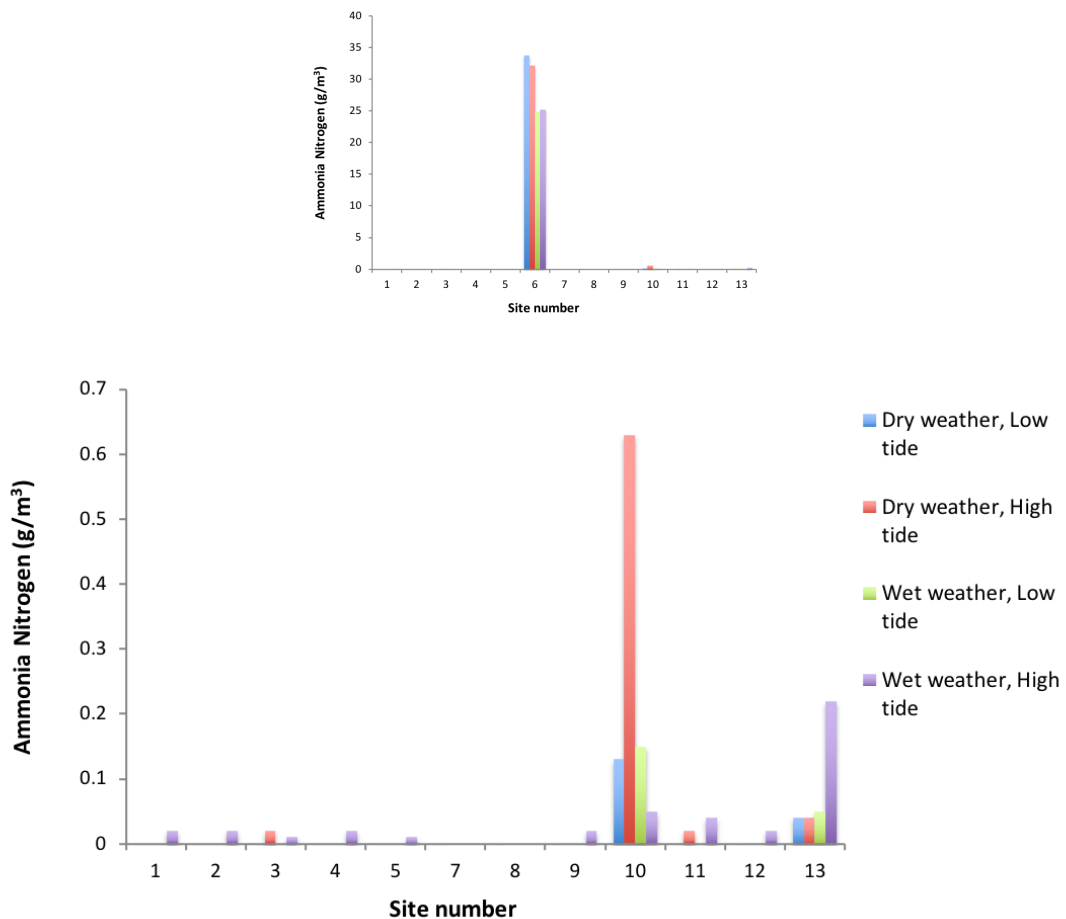 40
35
30
25
20
15
10
5
0
Ammonia Nitrogen (g/m³)
1 2 3 4 5 6 7 8 9 10 11 12 13
Site number
0.7
0.6
0.5
0.4
0.3
0.2
0.1
0
Ammonia Nitrogen (g/m³)
1 2 3 4 5 7 8 9 10 11 12 13
Site number
Dry weather, Low
tide
Dry weather, High
tide
Wet weather, Low
tide
Wet weather, High
tide